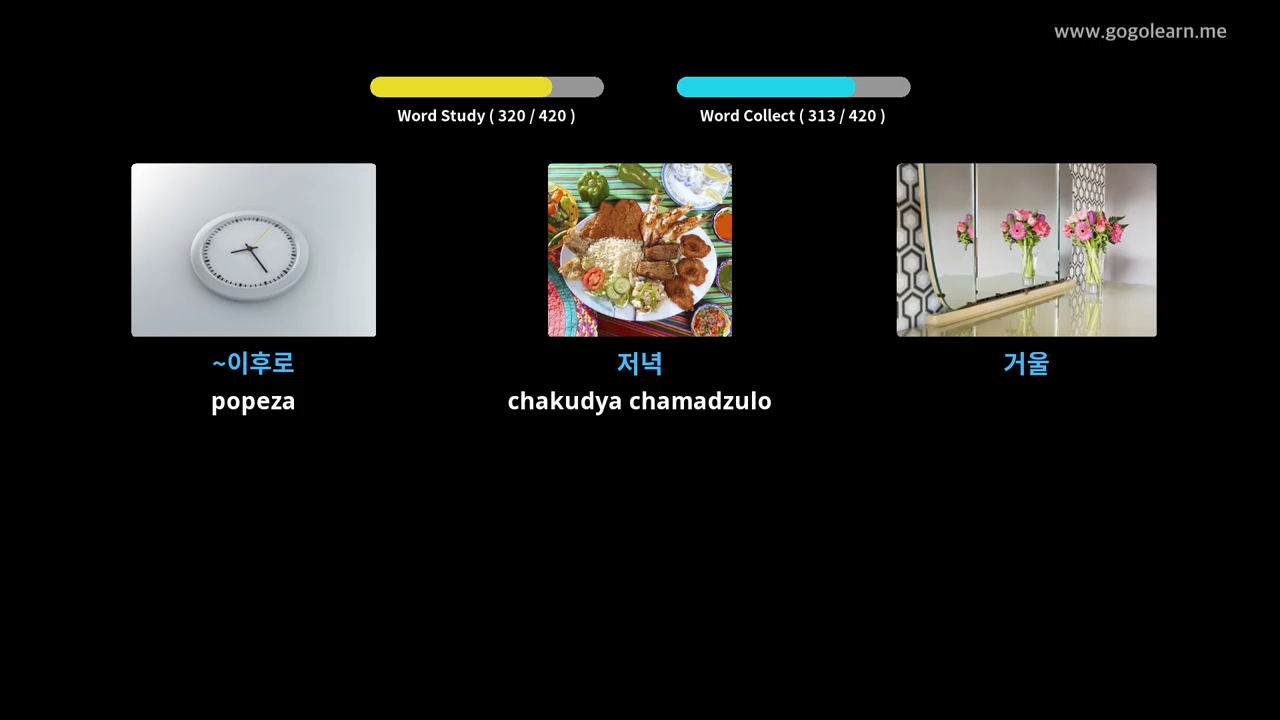 www.gogolearn.me
Word Study ( 320 / 420 )
Word Collect ( 313 / 420 )
~이후로
popeza
저녁
chakudya chamadzulo
거울